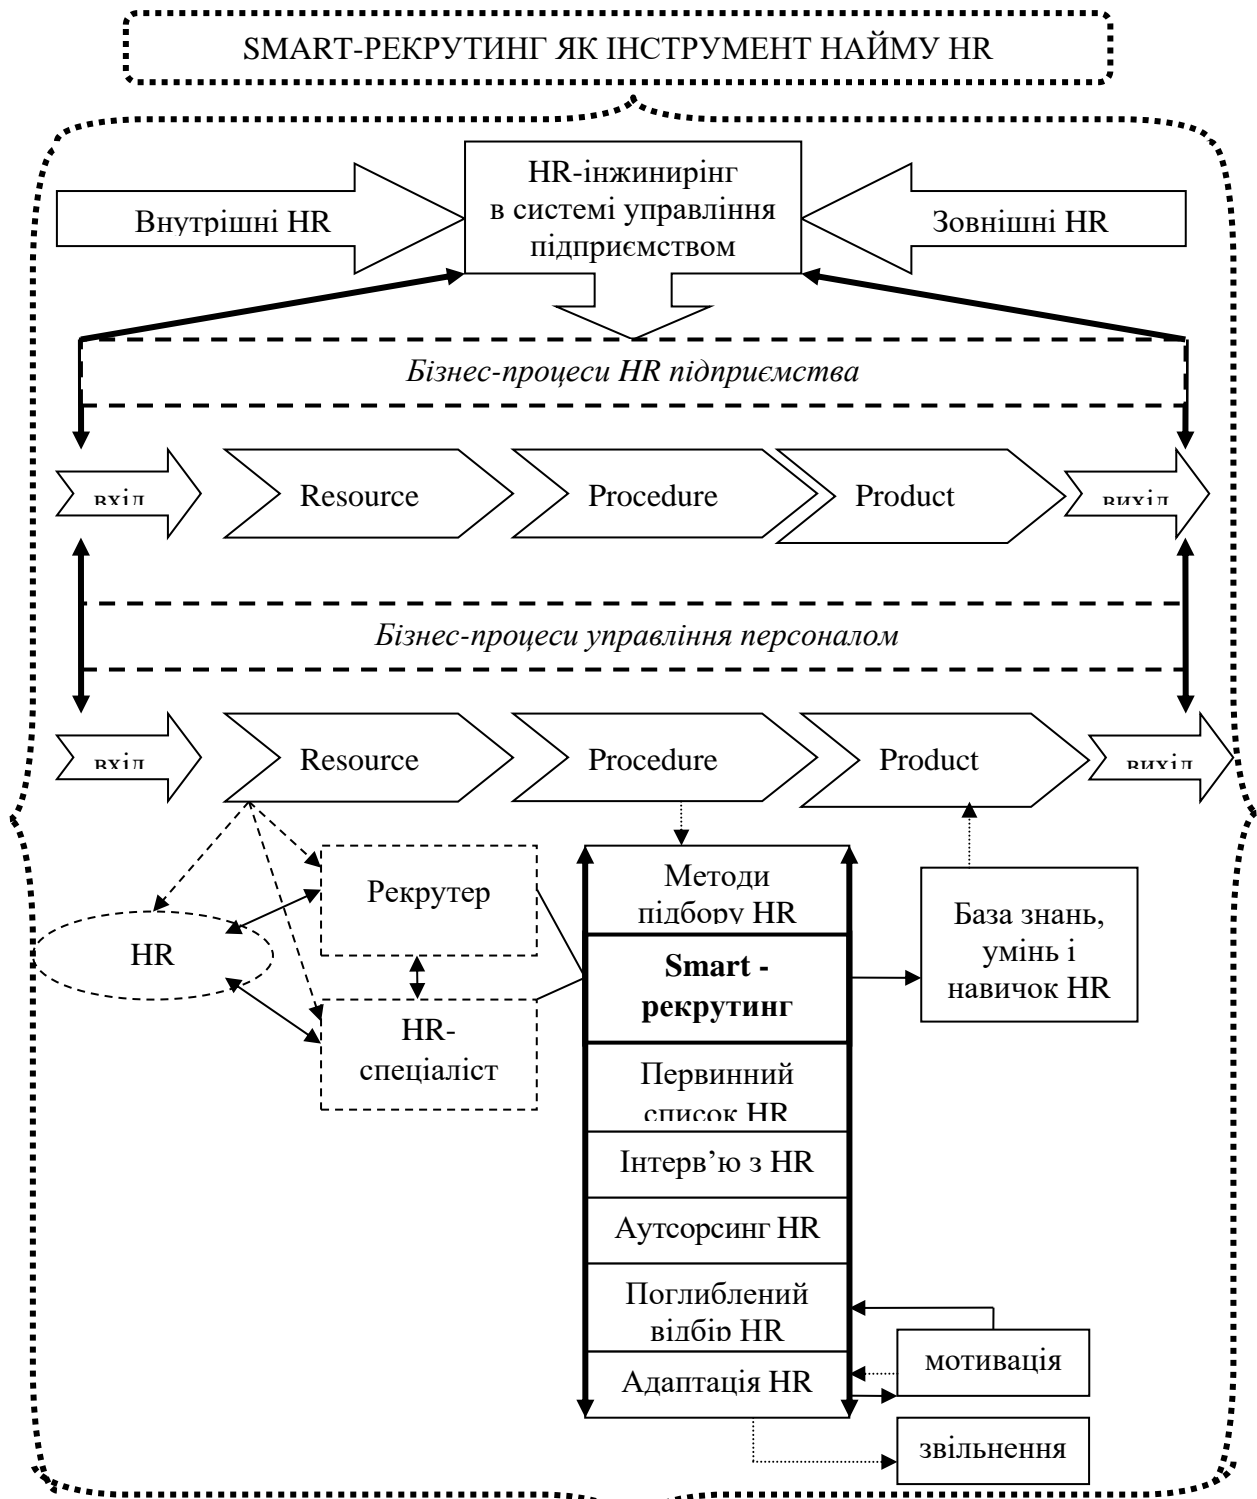 SMART-РЕКРУТИНГ ЯК ІНСТРУМЕНТ НАЙМУ HR
HR-інжинирінг
в системі управління
підприємством
Внутрішні HR
Зовнішні HR
Бізнес-процеси HR підприємства
вхід
Resource
Procedure
Product
вихід
Бізнес-процеси управління персоналом
вхід
Resource
Procedure
Product
вихід
Рекрутер
HR
HR-
спеціаліст
Методи
підбору HR
Smart -
рекрутинг
Первинний
список HR
Інтерв’ю з HR
Аутсорсинг HR
Поглиблений
відбір HR
Адаптація HR
База знань,
умінь і
навичок HR
мотивація
звільнення